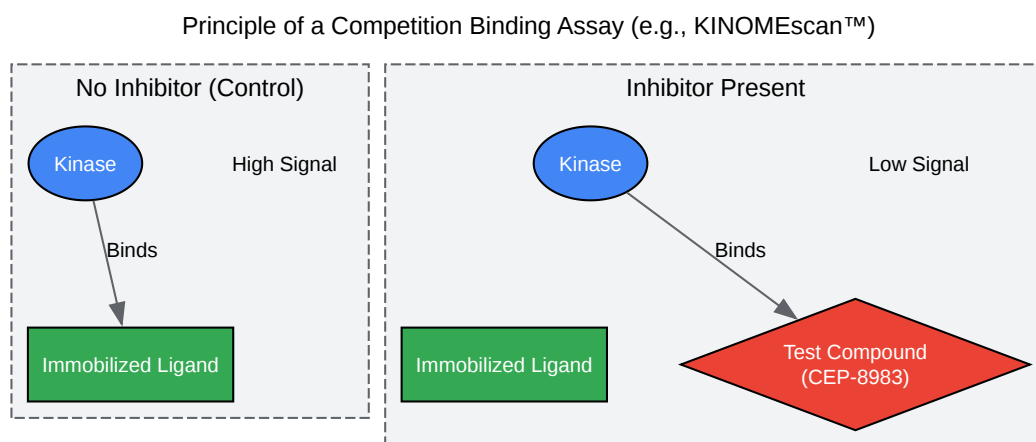 Principle of a Competition Binding Assay (e.g., KINOMEscan™)
No Inhibitor (Control)
Kinase
High Signal
Binds
Immobilized Ligand
Inhibitor Present
Kinase
Low Signal
Binds
Immobilized Ligand
Test Compound
(CEP-8983)